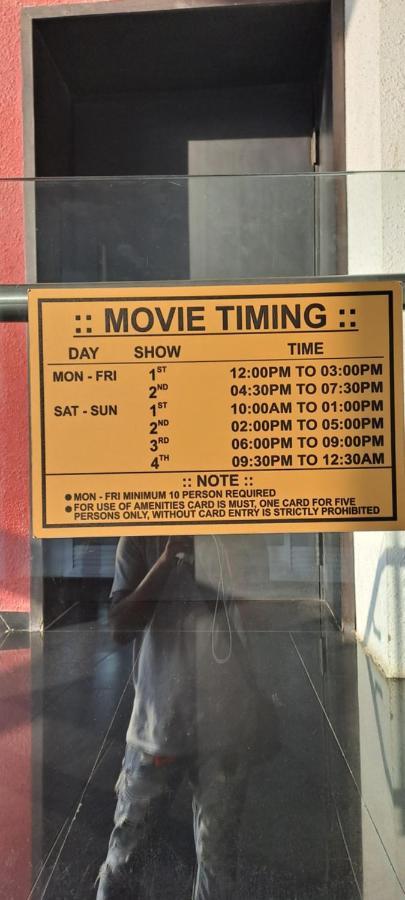 :: MOVIE TIMING ::
DAY SHOW TIME
MON - FRI 1ST 12:00PM TO 03:00PM
2ND 04:30PM TO 07:30PM
SAT - SUN 1ST 10:00AM TO 01:00PM
2ND 02:00PM TO 05:00PM
3RD 06:00PM TO 09:00PM
4TH 09:30PM TO 12:30AM
:: NOTE ::
● MON - FRI MINIMUM 10 PERSON REQUIRED
● FOR USE OF AMENITIES CARD IS MUST, ONE CARD FOR FIVE
PERSONS ONLY, WITHOUT CARD ENTRY IS STRICTLY PROHIBITED